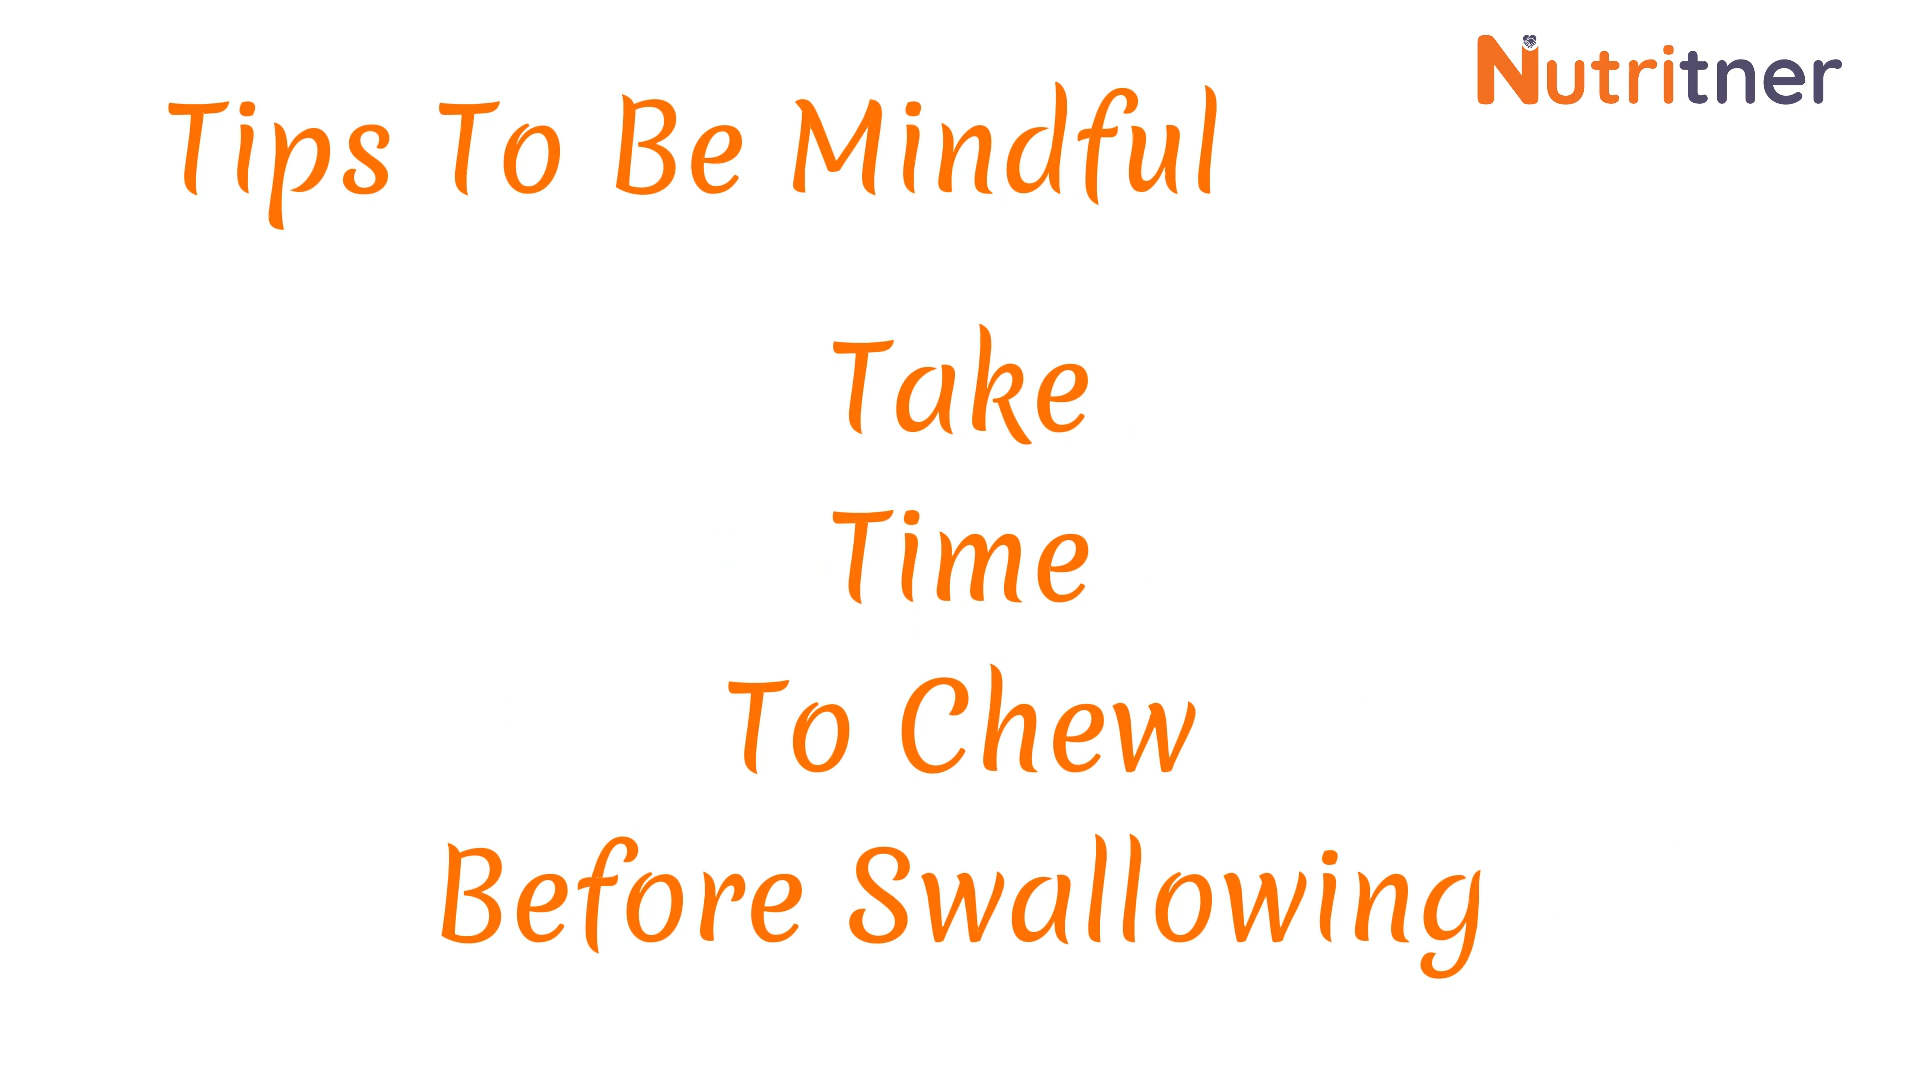 Nutritner
Tips To Be Mindful
Take
Time
To Chew
Before Swallowing